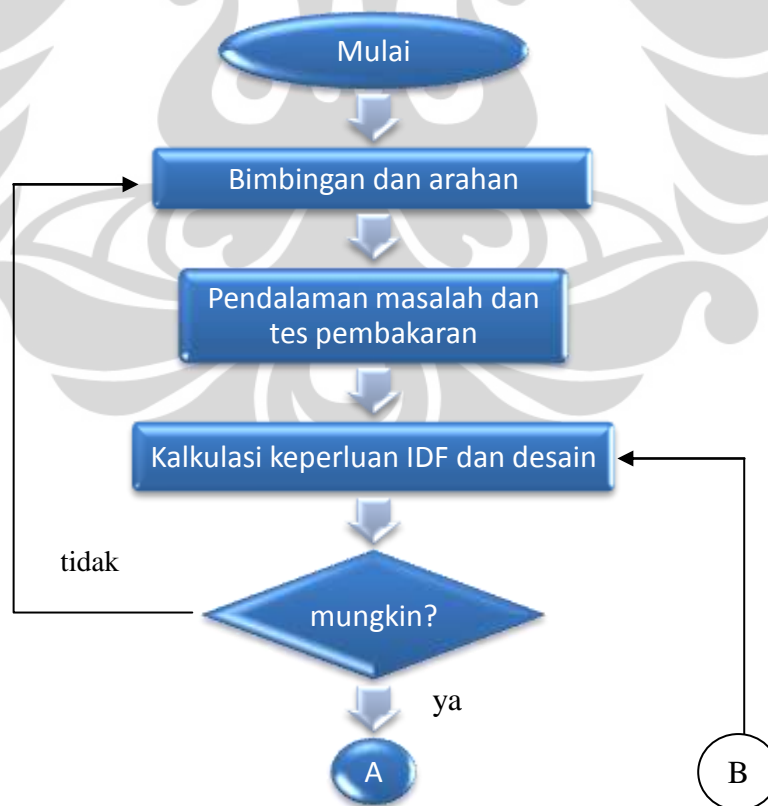 Mulai
Bimbingan dan arahan
Pendalaman masalah dan
tes pembakaran
Kalkulasi keperluan IDF dan desain
tidak
mungkin?
ya
A
B